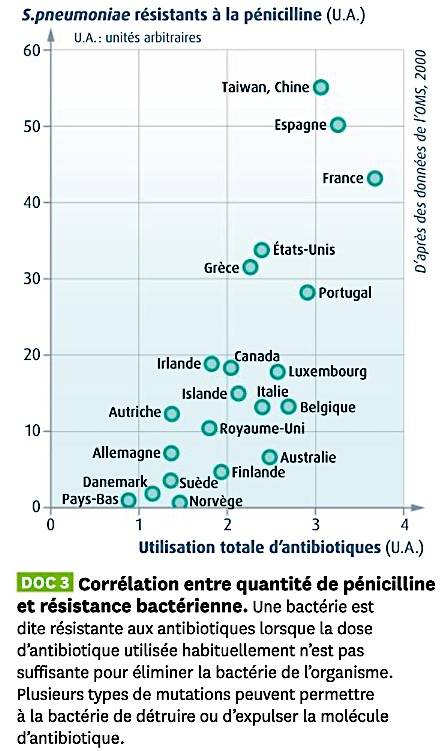 S.pneumoniae résistants à la pénicilline (U.A.)
U.A. : unités arbitraires
60
50
40
30
20
10
0
Taiwan, Chine
Espagne
France
États-Unis
Grèce
Portugal
Irlande
Canada
Luxembourg
Islande
Italie
Belgique
Autriche
Royaume-Uni
Allemagne
Australie
Finlande
Danemark
Suède
Pays-Bas
Norvège
0 1 2 3 4
Utilisation totale d'antibiotiques (U.A.)
D'après des données de l'OMS, 2000
DOC 3 Corrélation entre quantité de pénicilline
et résistance bactérienne. Une bactérie est
dite résistante aux antibiotiques lorsque la dose
d'antibiotique utilisée habituellement n'est pas
suffisante pour éliminer la bactérie de l'organisme.
Plusieurs types de mutations peuvent permettre
à la bactérie de détruire ou d'expulser la molécule
d'antibiotique.